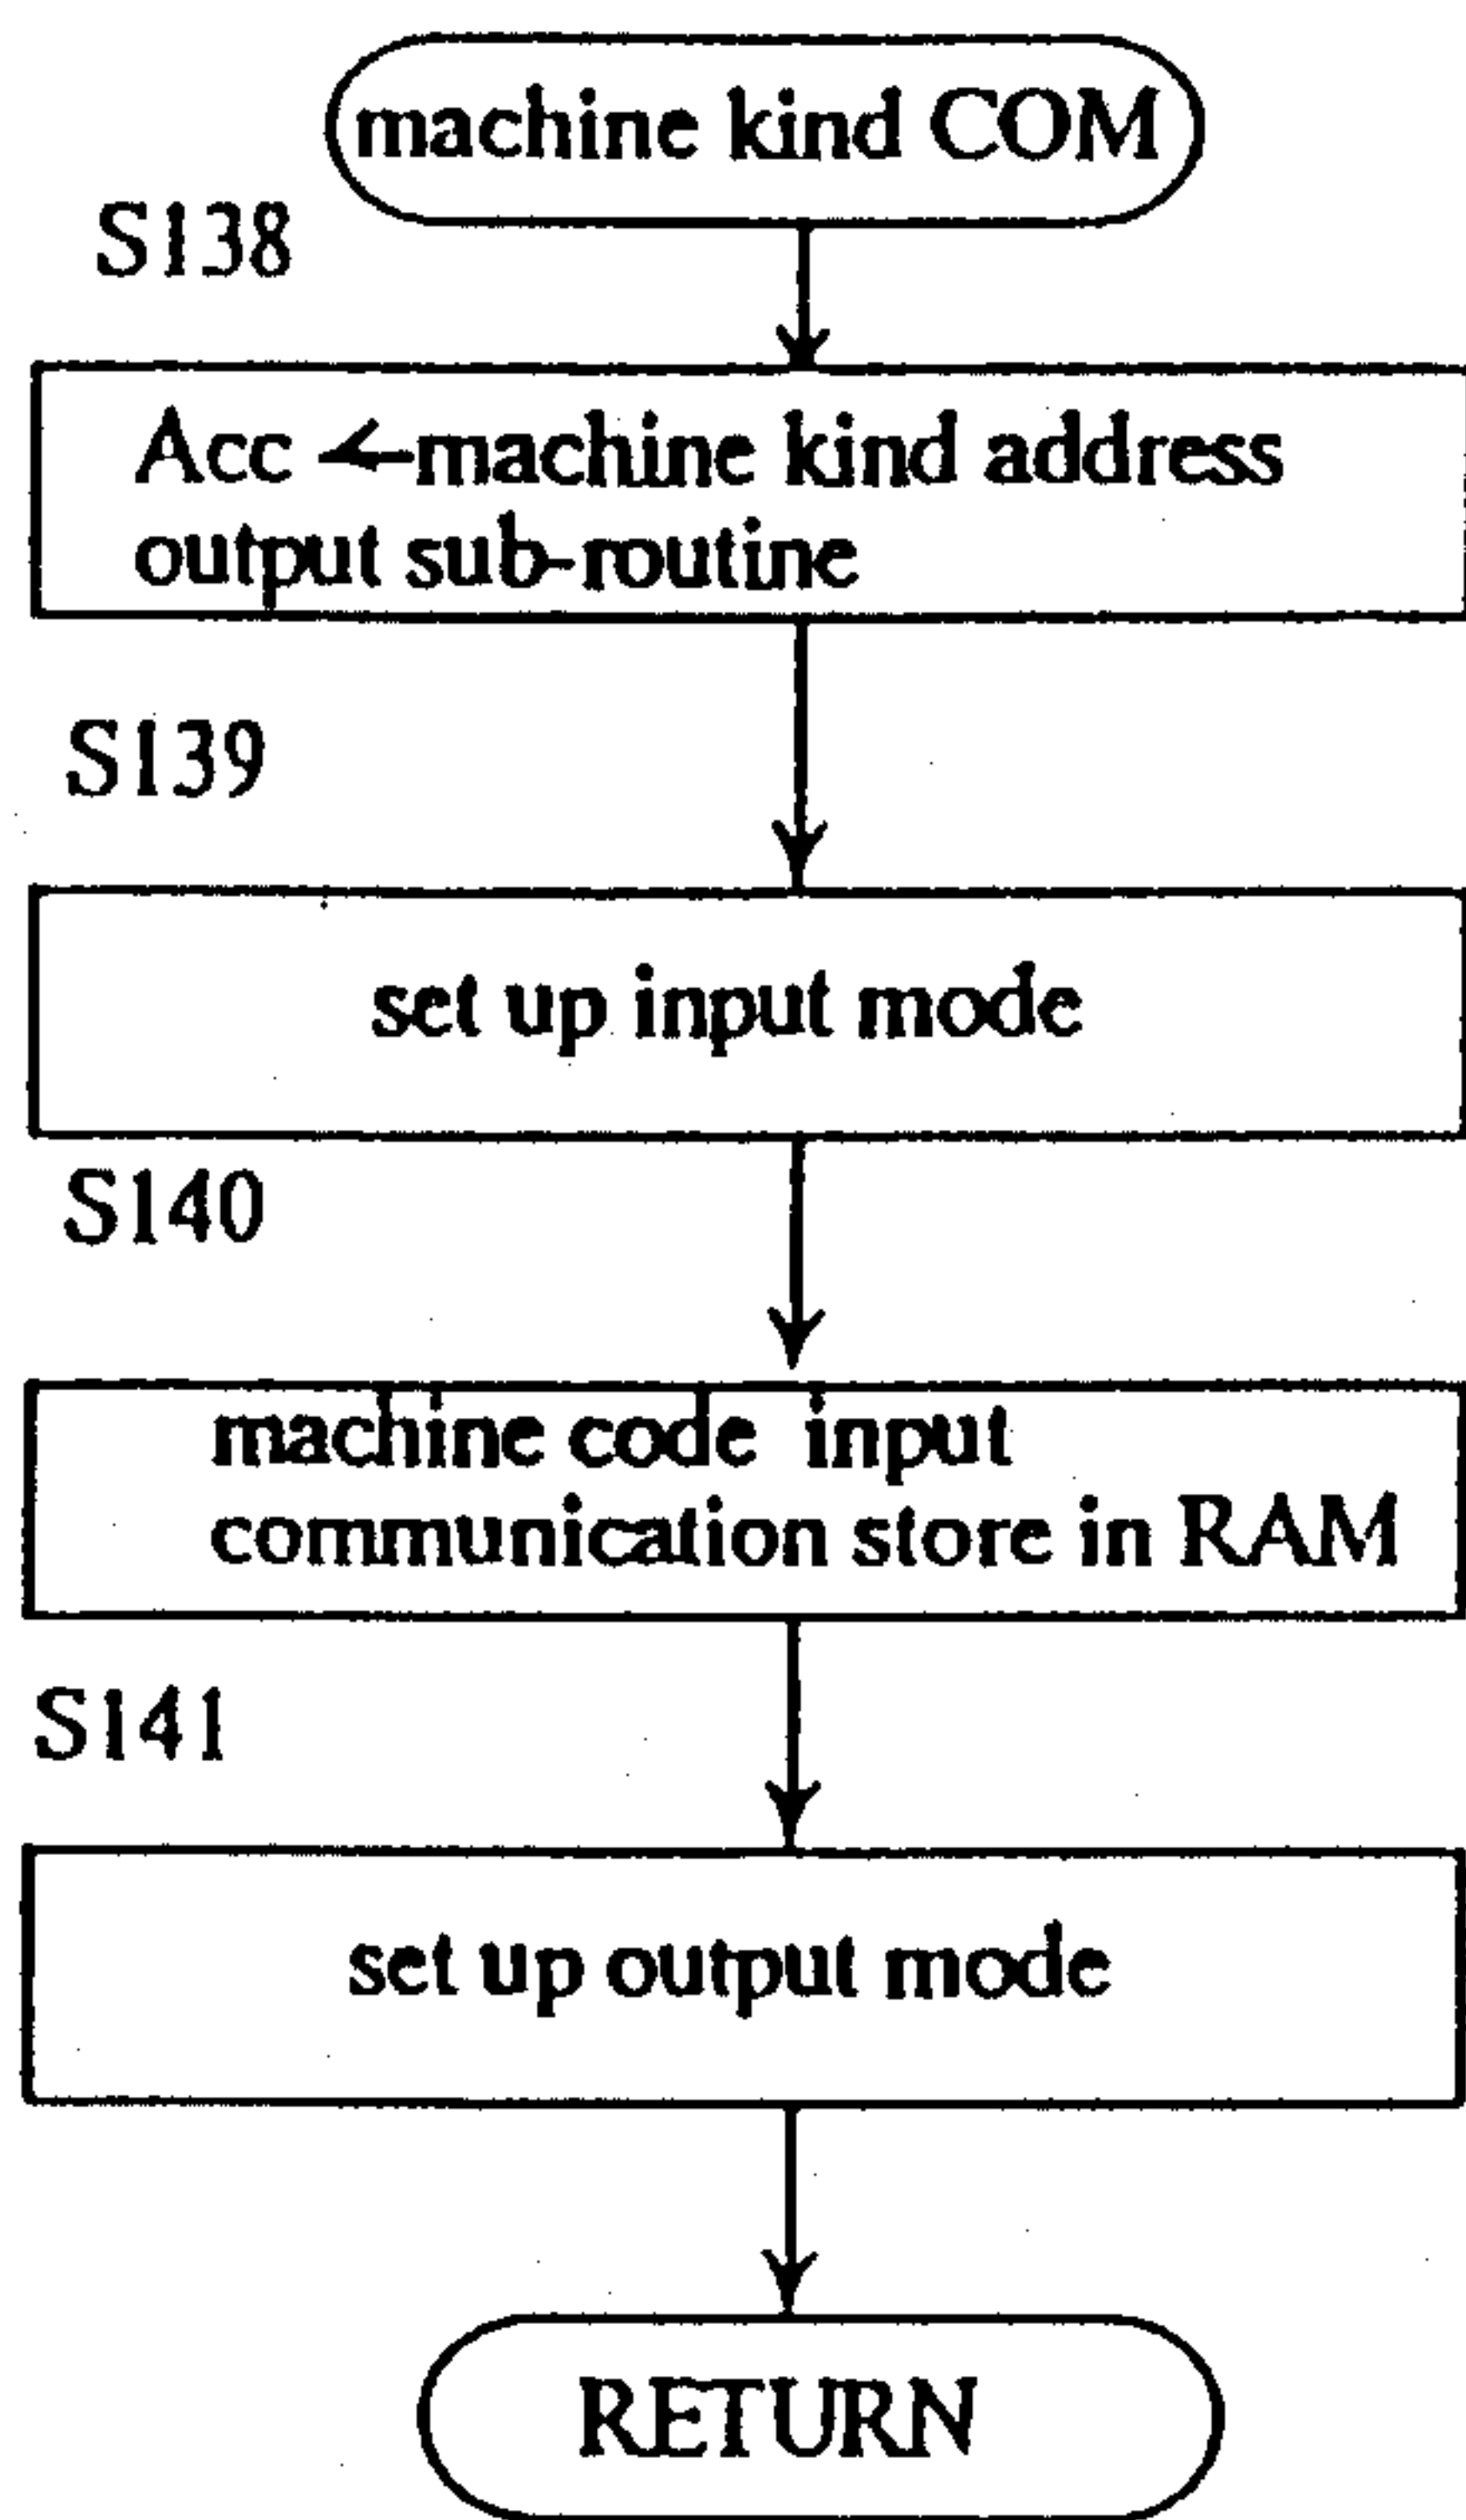 machine kind COM
S138
Acc ←machine kind address
output sub-routine
S139
set up input mode
S140
machine code input
communication store in RAM
S141
set up output mode
RETURN